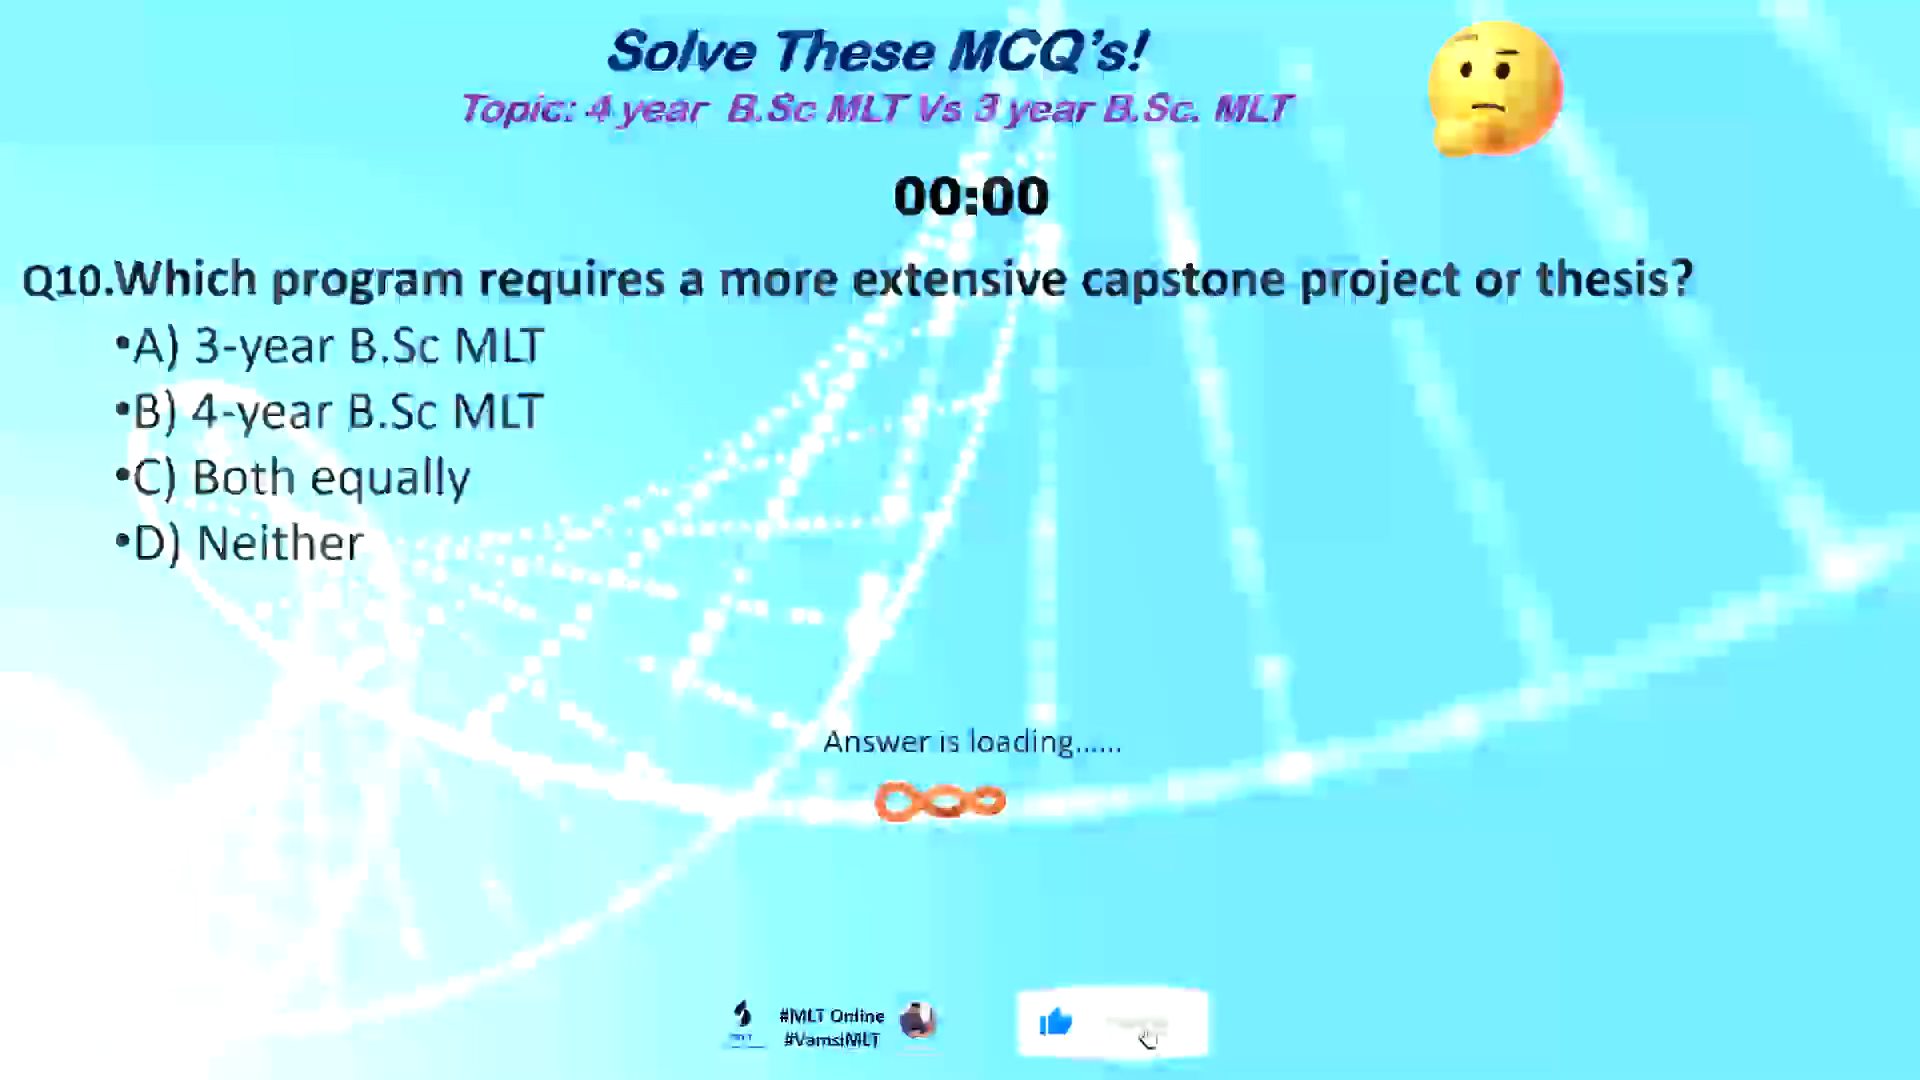 Solve These MCQ's!
Topic: 4 year B.Sc MLT Vs 3 year B.Sc. MLT
00:00
Q10.Which program requires a more extensive capstone project or thesis?
•A) 3-year B.Sc MLT
•B) 4-year B.Sc MLT
•C) Both equally
•D) Neither
Answer is loading......
#MLT Online
#VamsiMLT